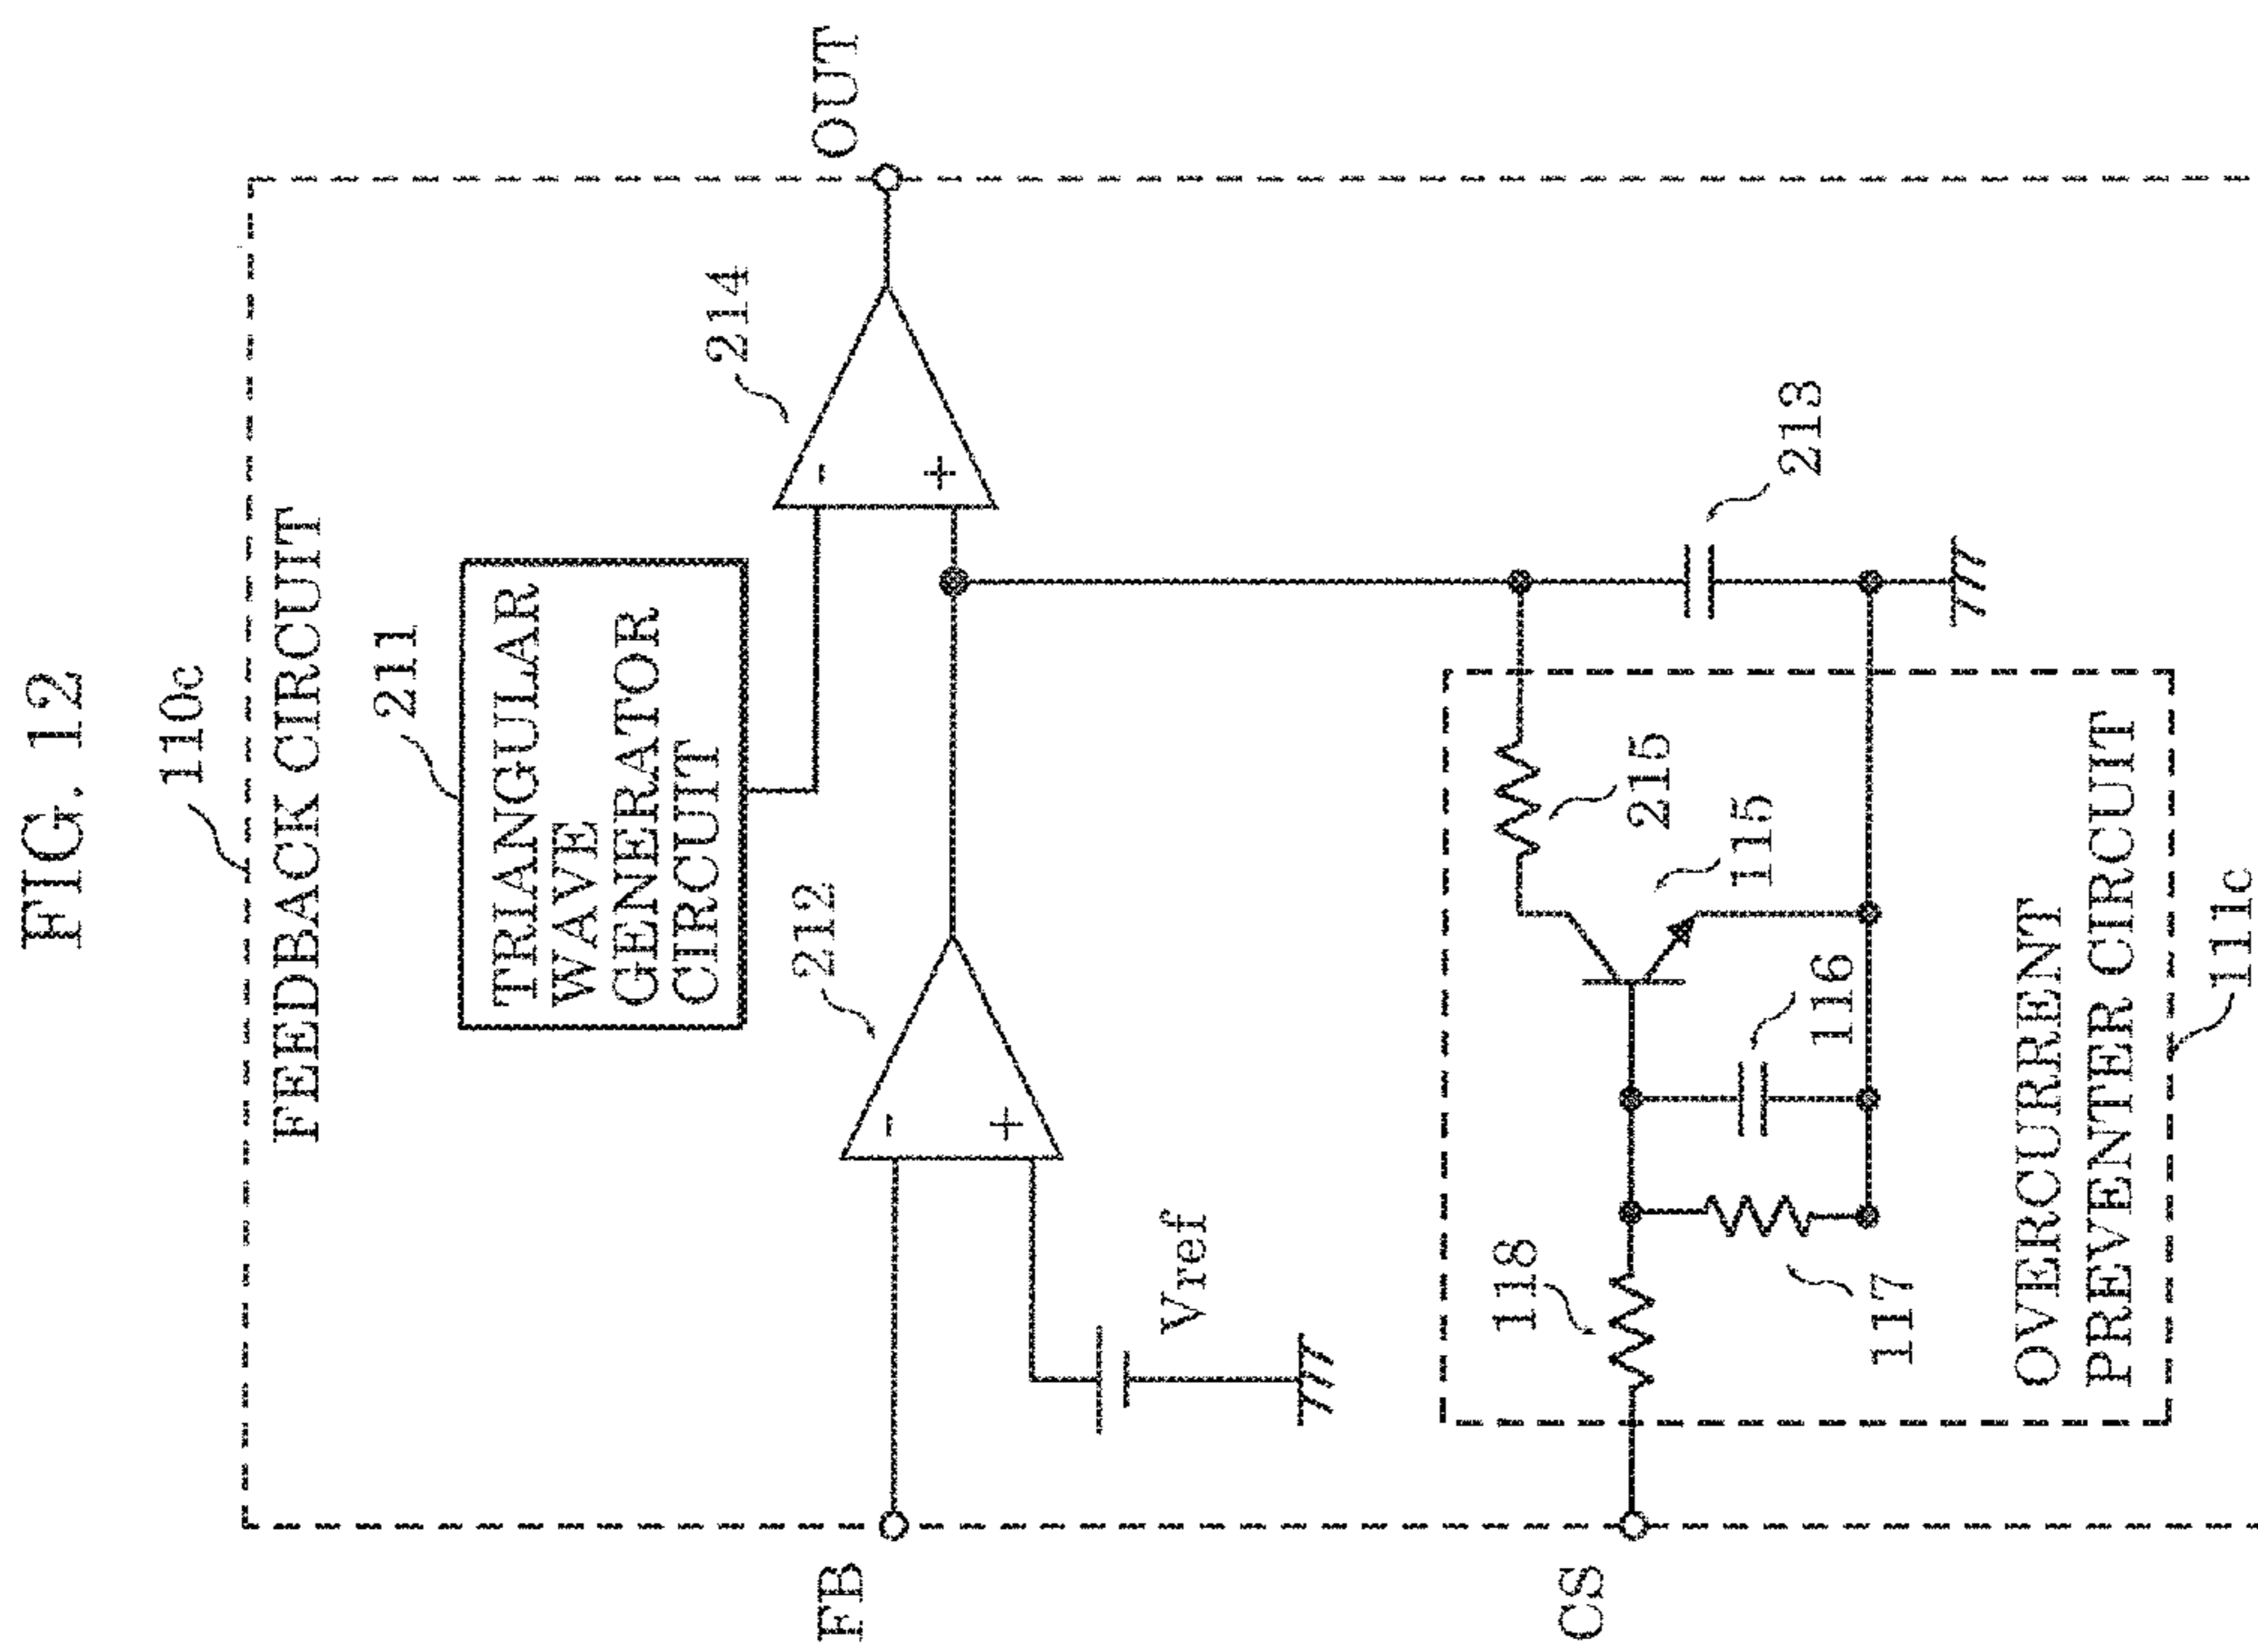 FIG. 12
110c
FEEDBACK CIRCUIT
211
TRIANGULAR
WAVE
GENERATOR
CIRCUIT
214
-
+
OUT
212
-
+
FB
Vref
213
215
115
116
118
117
CS
OVERCURRENT
PREVENTER CIRCUIT
111c